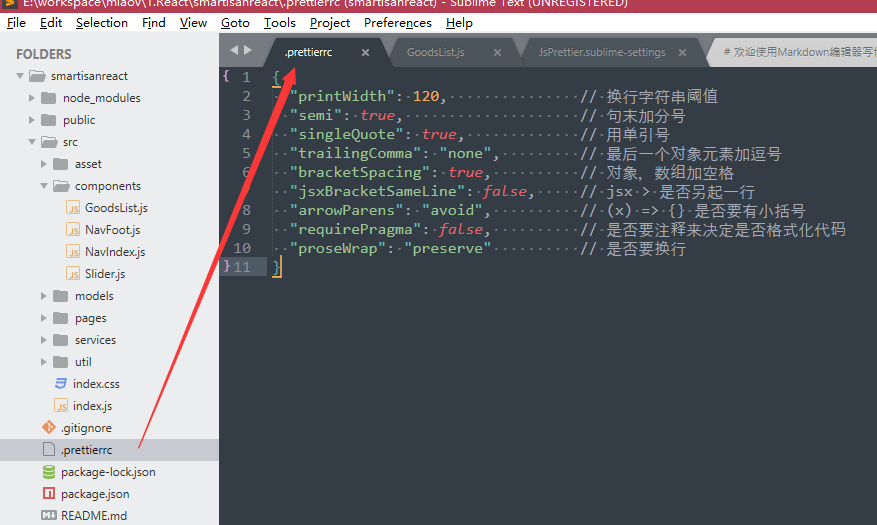 E:\workspace\miaov\1.React\smartisanreact\.prettierrc (smartisanreact) - Sublime Text (UNREGISTERED)
File Edit Selection Find View Goto Tools Project Preferences Help
FOLDERS
smartisanreact
node_modules
public
src
asset
components
GoodsList.js
NavFoot.js
NavIndex.js
Slider.js
models
pages
services
util
index.css
index.js
.gitignore
.prettierrc
package-lock.json
package.json
README.md
.prettierrc × GoodsList.js × JsPrettier.sublime-settings × # 欢迎使用Markdown编辑器写
{ 1 {
2 "printWidth": 120, // 换行字符串阈值
3 "semi": true, // 句末加分号
4 "singleQuote": true, // 用单引号
5 "trailingComma": "none", // 最后一个对象元素加逗号
6 "bracketSpacing": true, // 对象，数组加空格
7 "jsxBracketSameLine": false, // jsx > 是否另起一行
8 "arrowParens": "avoid", // (x) => {} 是否要有小括号
9 "requirePragma": false, // 是否要注释来决定是否格式化代码
10 "proseWrap": "preserve" // 是否要换行
} 11 }